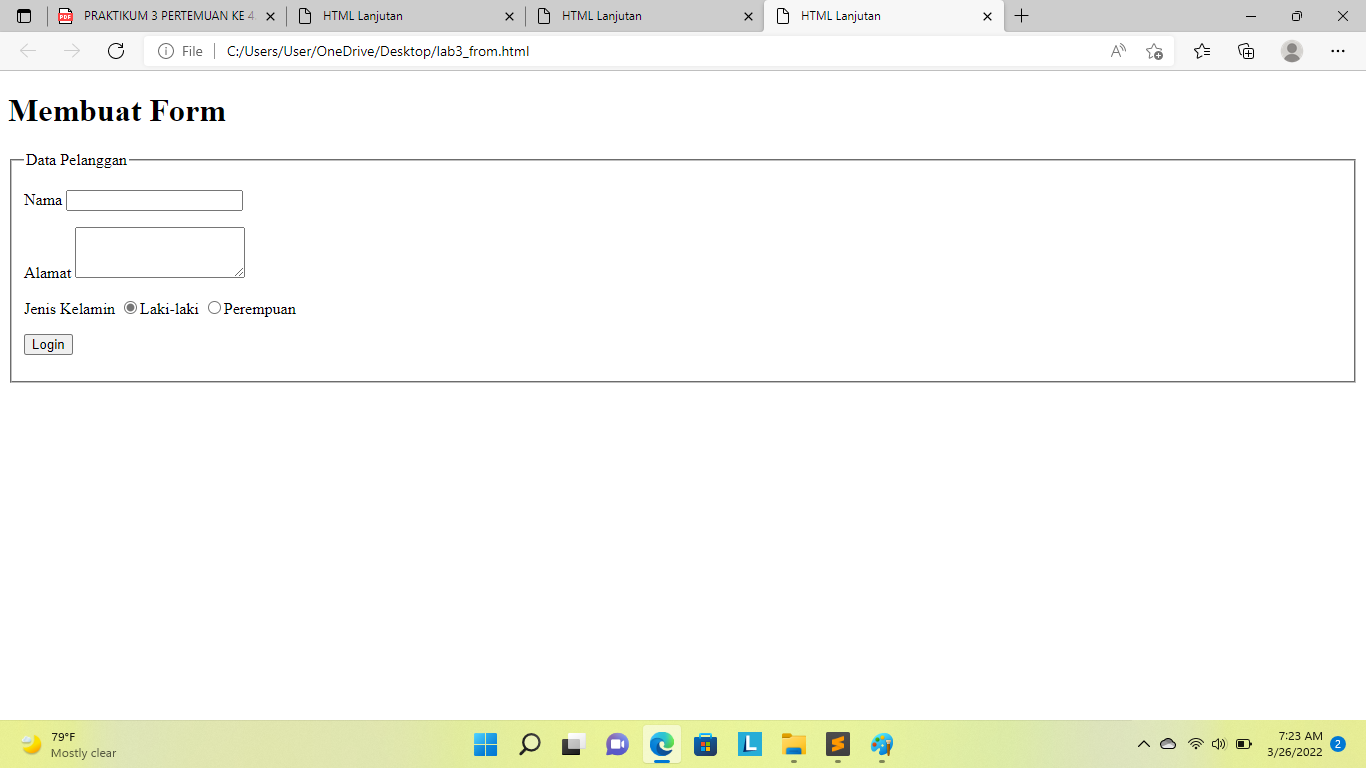 PRAKTIKUM 3 PERTEMUAN KE 4
HTML Lanjutan
HTML Lanjutan
HTML Lanjutan
File
C:/Users/User/OneDrive/Desktop/lab3_from.html
Membuat Form
Data Pelanggan
Nama
Alamat
Jenis Kelamin Laki-laki Perempuan
Login
79°F
Mostly clear
7:23 AM
3/26/2022
2